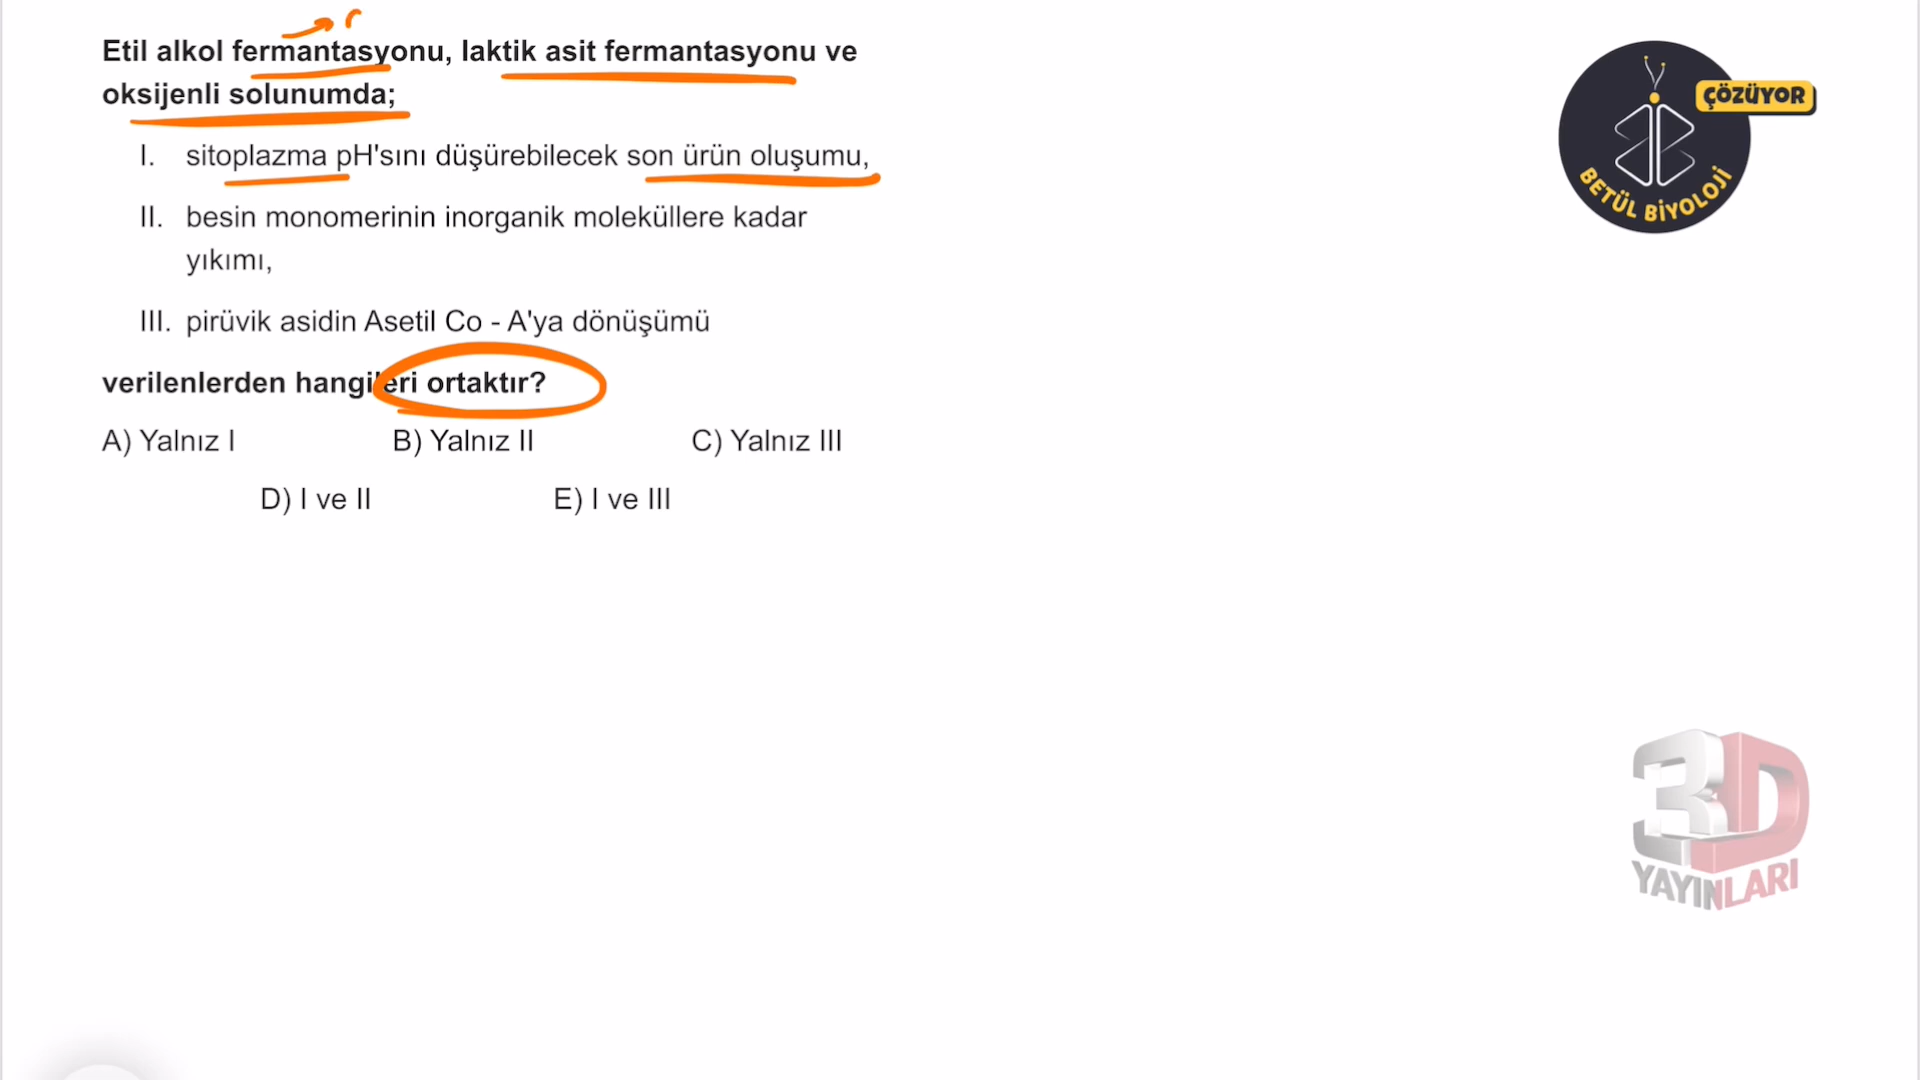 Etil alkol fermantasyonu, laktik asit fermantasyonu ve
oksijenli solunumda;
I. sitoplazma pH'sını düşürebilecek son ürün oluşumu,
II. besin monomerinin inorganik moleküllere kadar
yıkımı,
III. pirüvik asidin Asetil Co - A'ya dönüşümü
verilenlerden hangileri ortaktır?
A) Yalnız I B) Yalnız II C) Yalnız III
D) I ve II E) I ve III
ÇÖZÜYOR
BETÜL BİYOLOJİ
3D
YAYINLARI